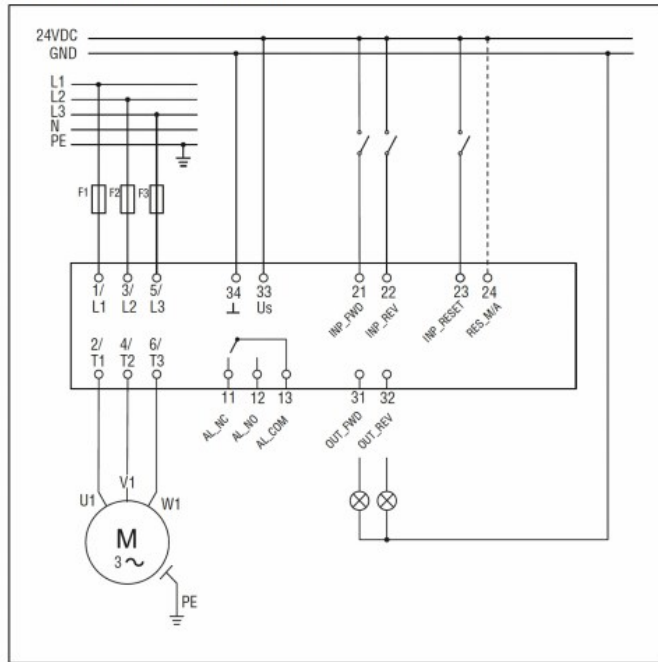 24VDC
GND
L1
L2
L3
N
PE
F1 F2 F3
1/ 3/ 5/ 34 33 21 22 23 24
L1 L2 L3 ⊥ Us INP_FWD INP_REV INP_RESET RES_M/A
2/ 4/ 6/
T1 T2 T3
11 12 13 31 32
AL_NC AL_NO AL_COM OUT_FWD OUT_REV
U1 V1 W1
M
3~
PE